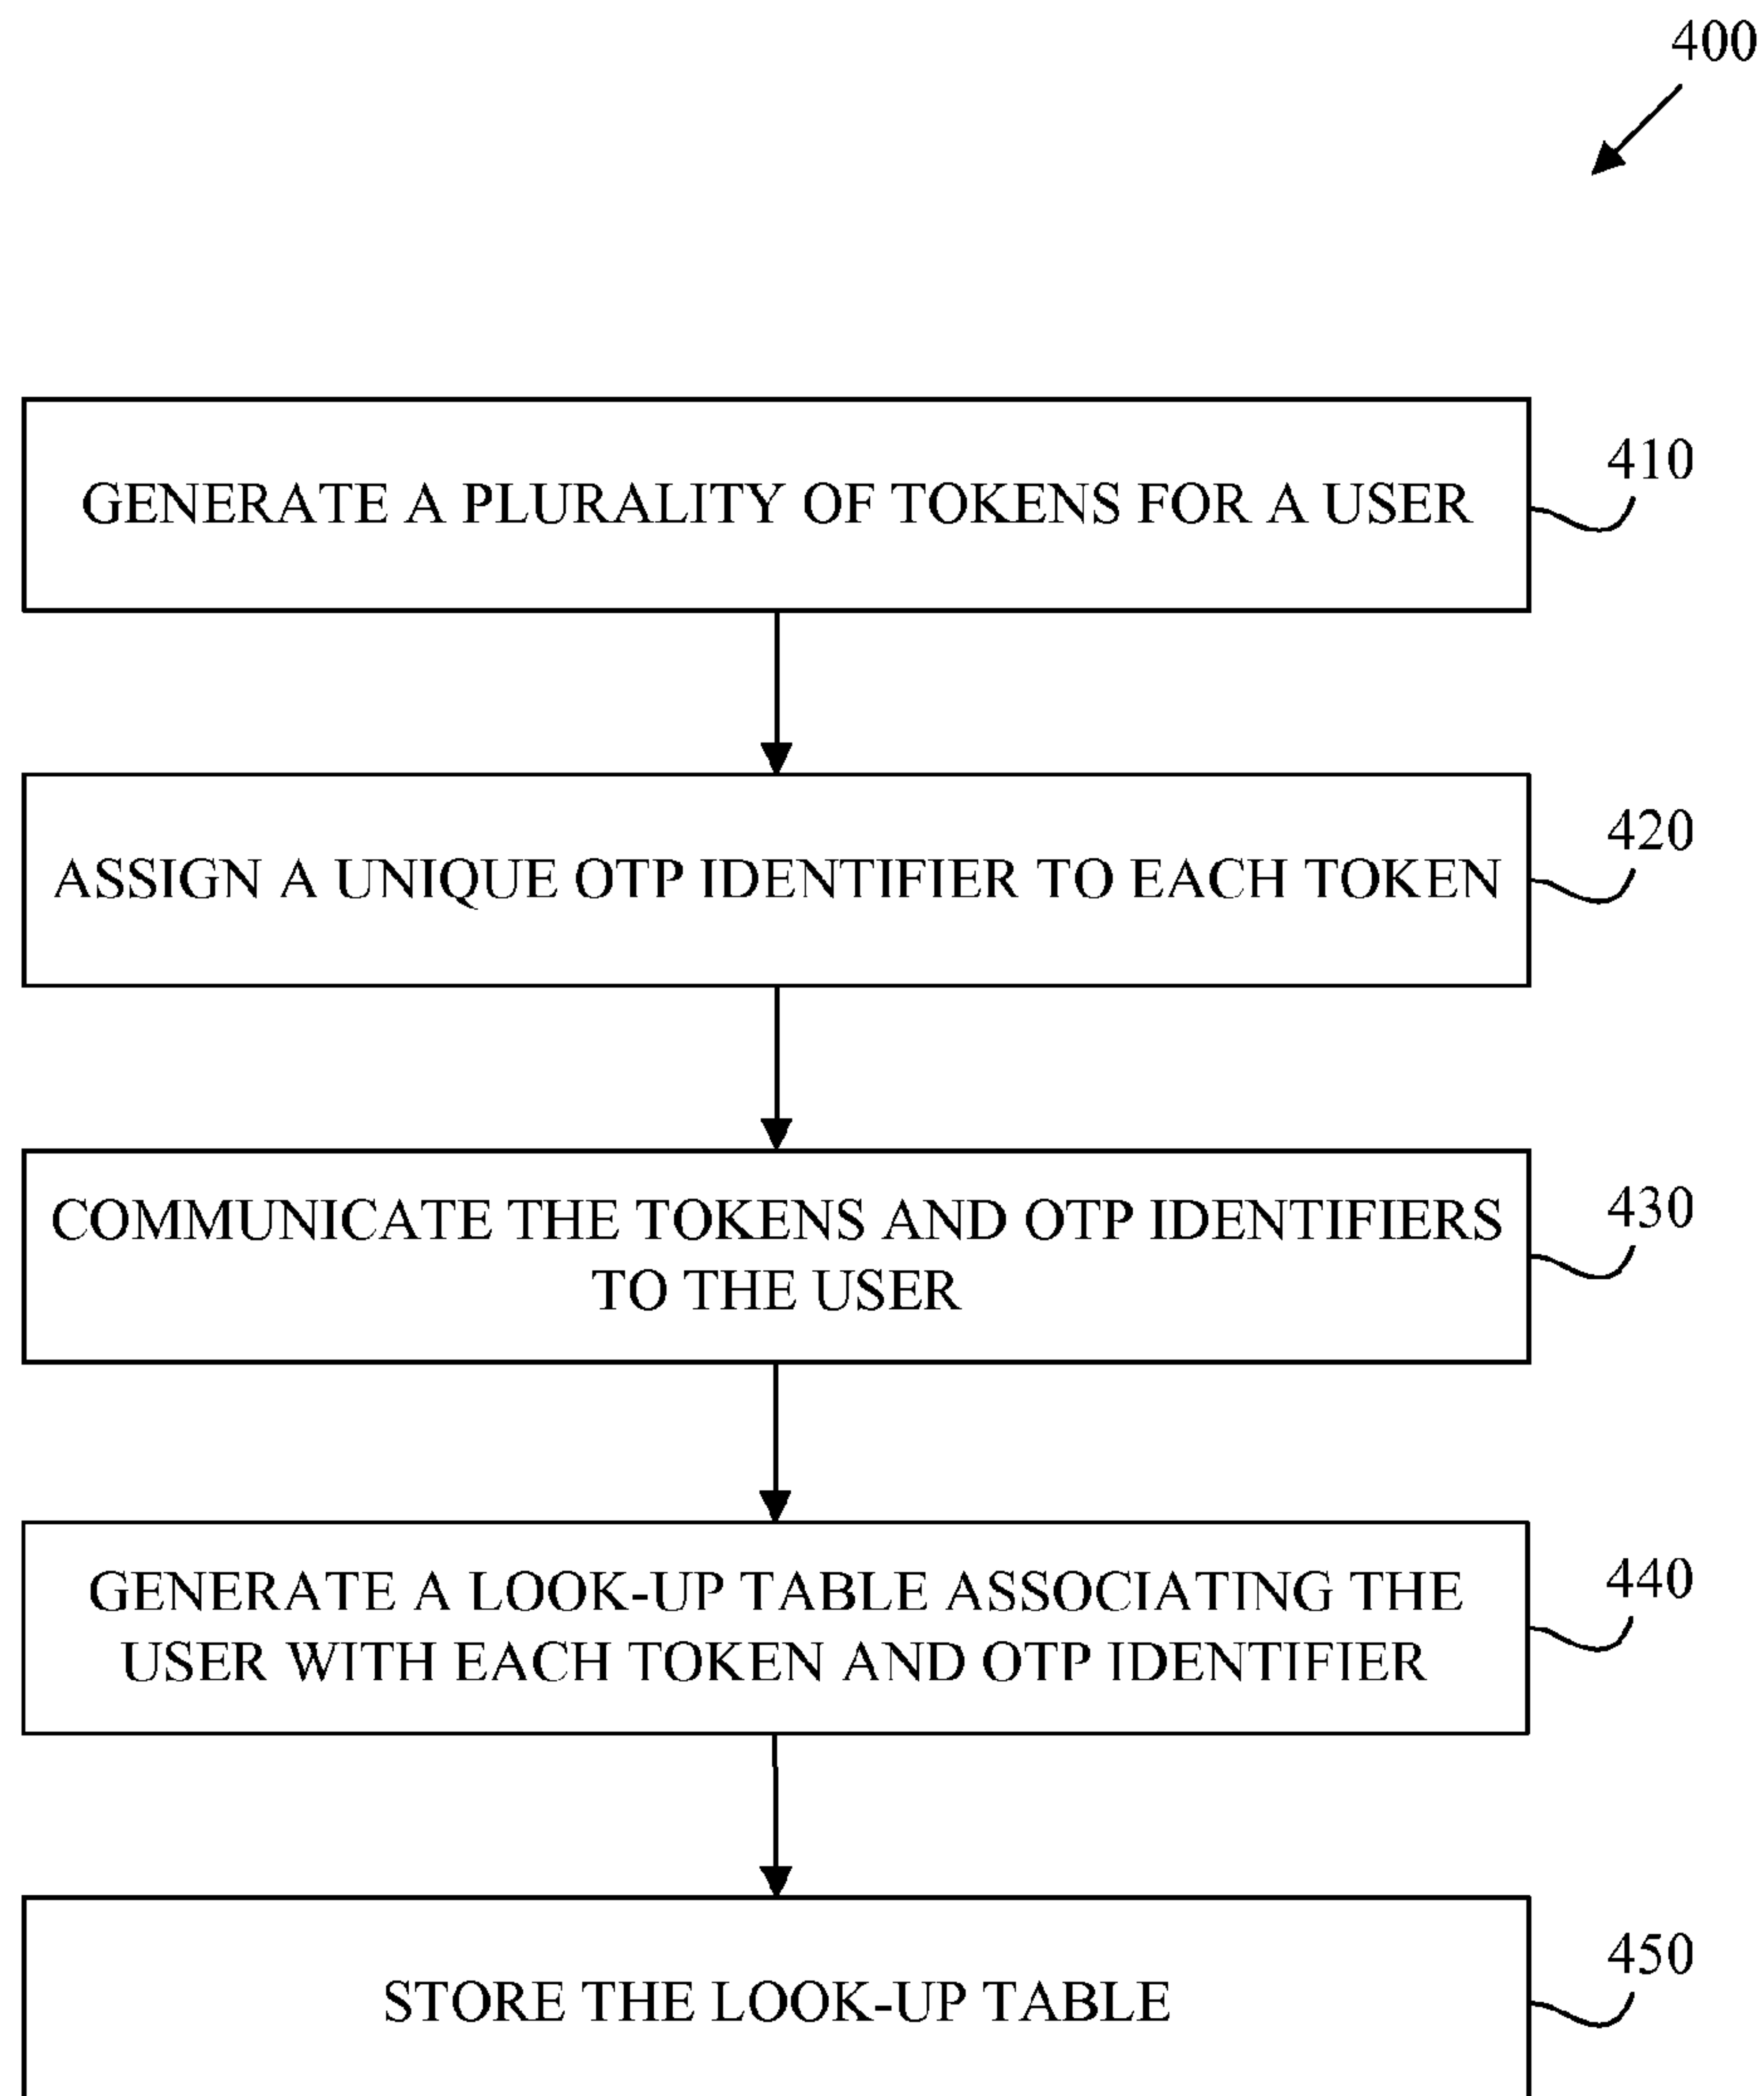 400
GENERATE A PLURALITY OF TOKENS FOR A USER
410
ASSIGN A UNIQUE OTP IDENTIFIER TO EACH TOKEN
420
COMMUNICATE THE TOKENS AND OTP IDENTIFIERS
TO THE USER
430
GENERATE A LOOK-UP TABLE ASSOCIATING THE
USER WITH EACH TOKEN AND OTP IDENTIFIER
440
STORE THE LOOK-UP TABLE
450